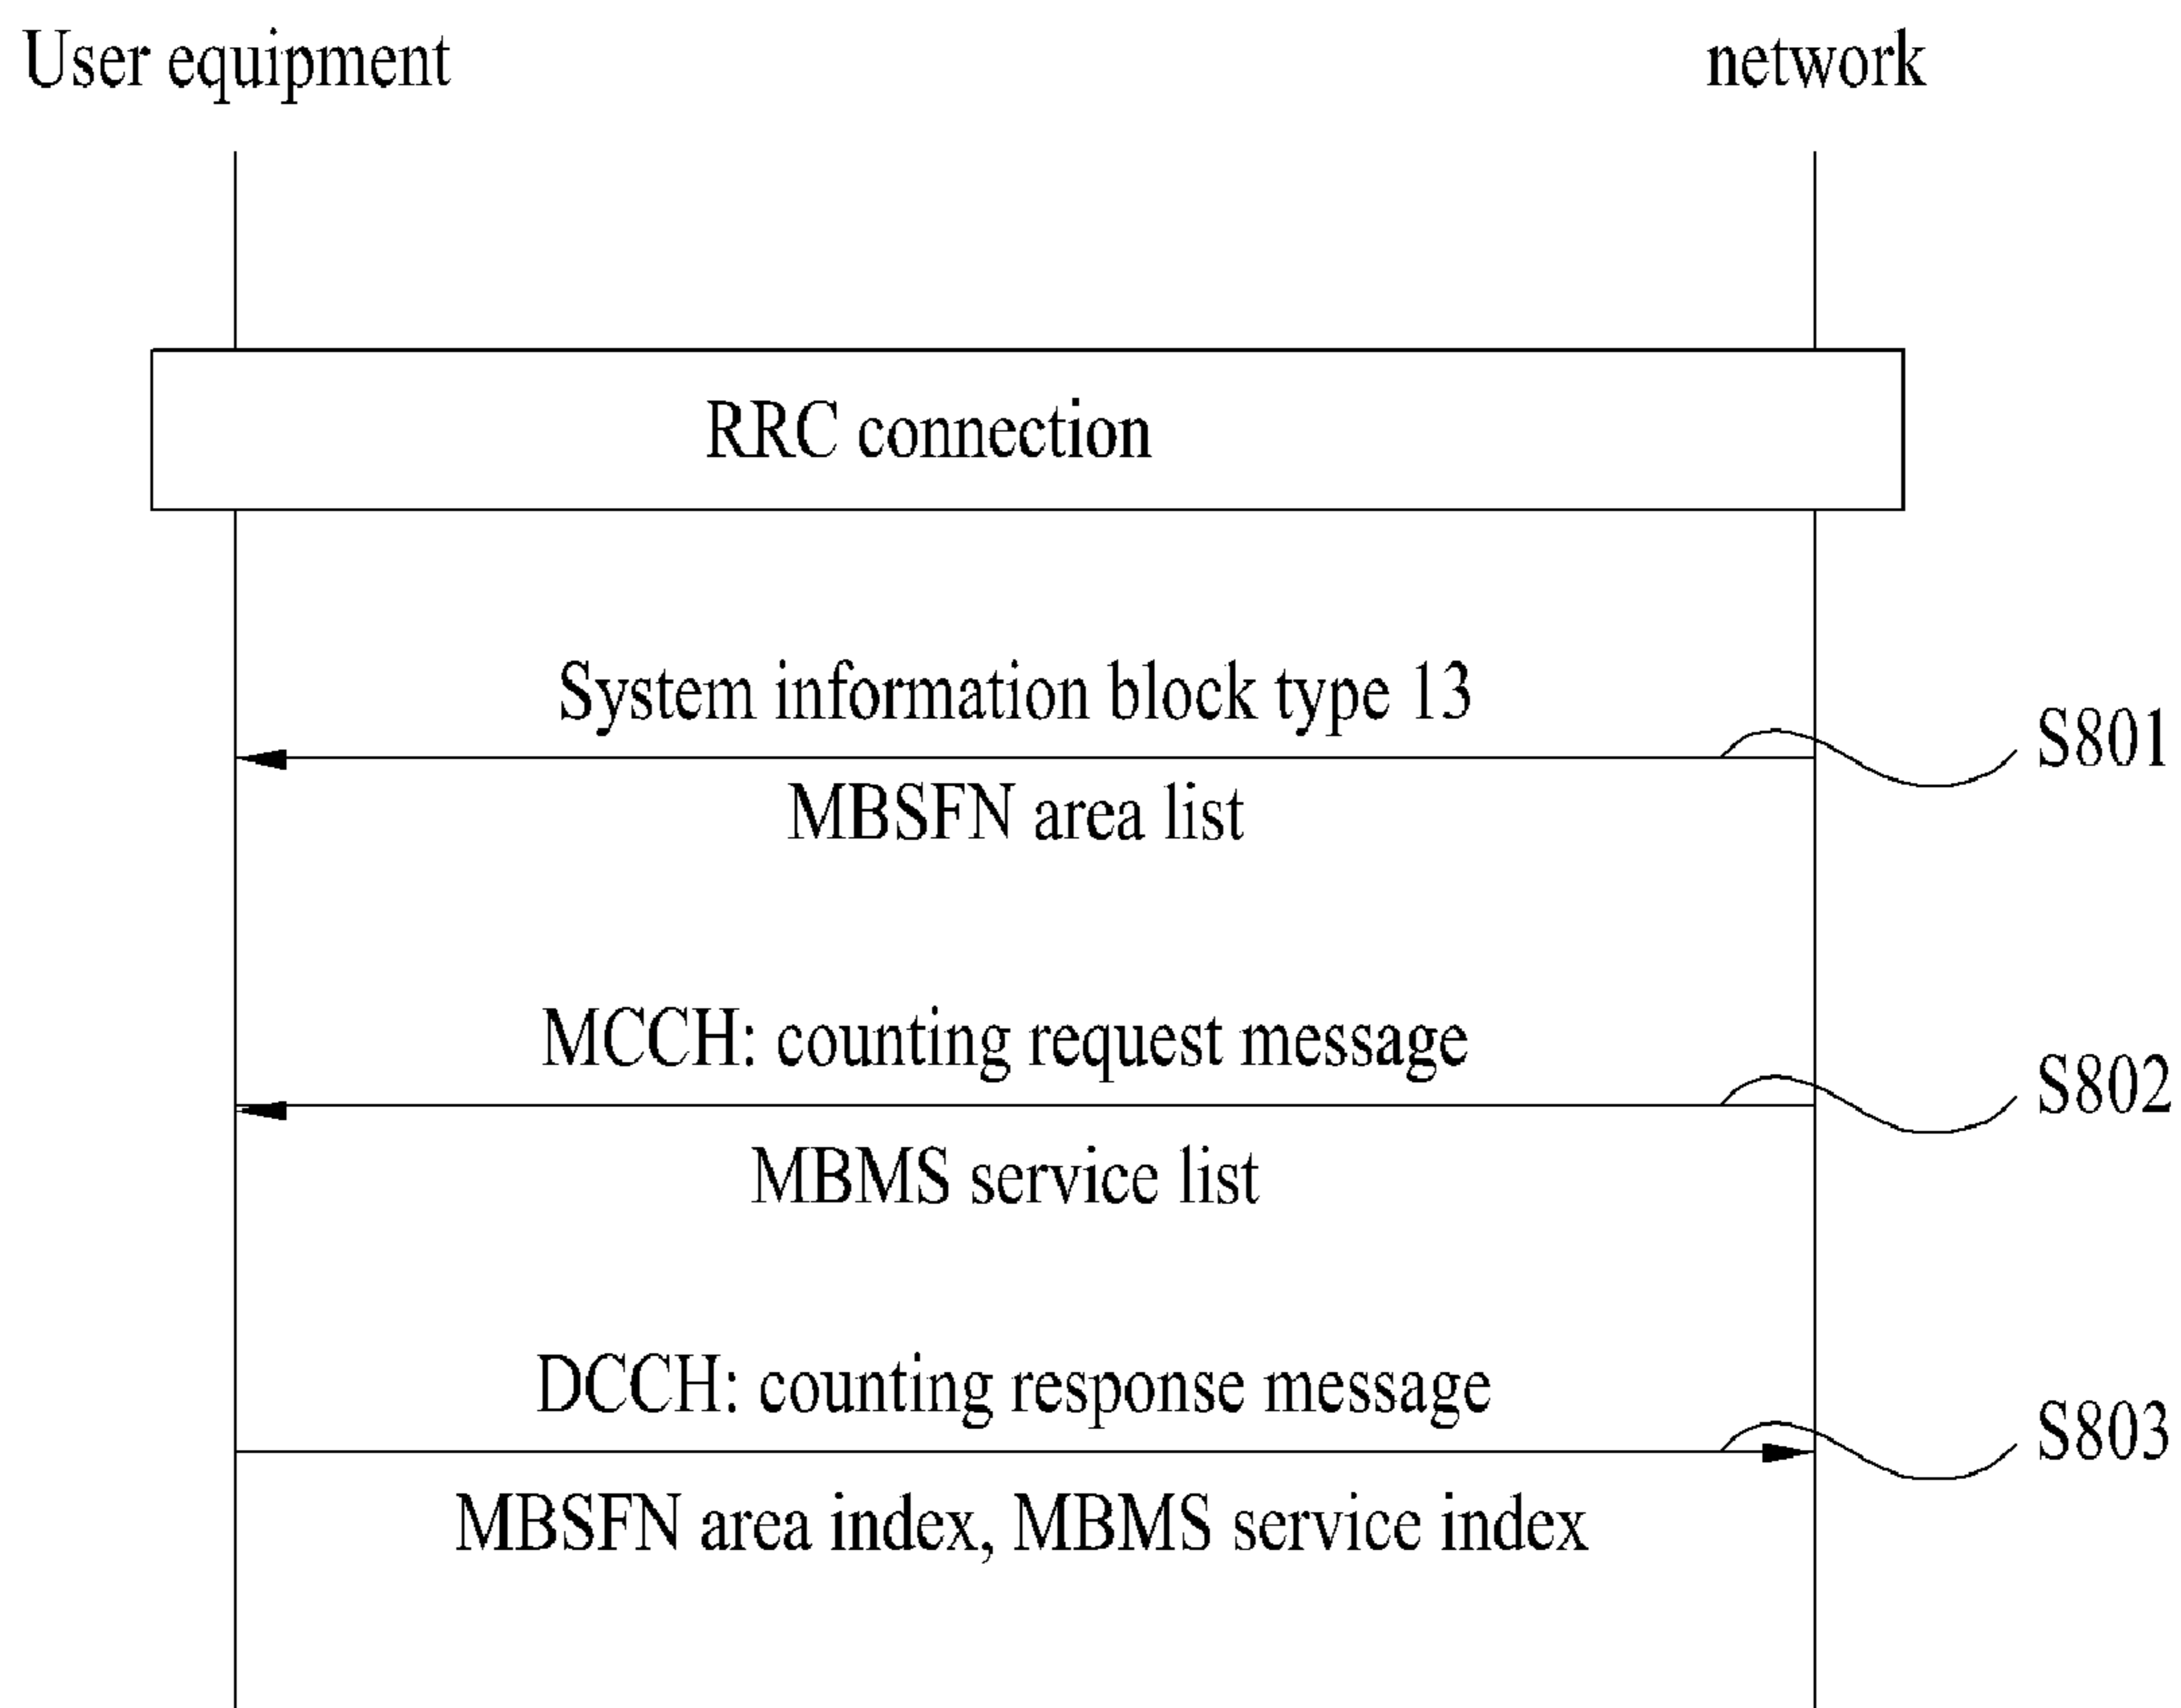 User equipment
network
RRC connection
System information block type 13
S801
MBSFN area list
MCCH: counting request message
S802
MBMS service list
DCCH: counting response message
S803
MBSFN area index, MBMS service index